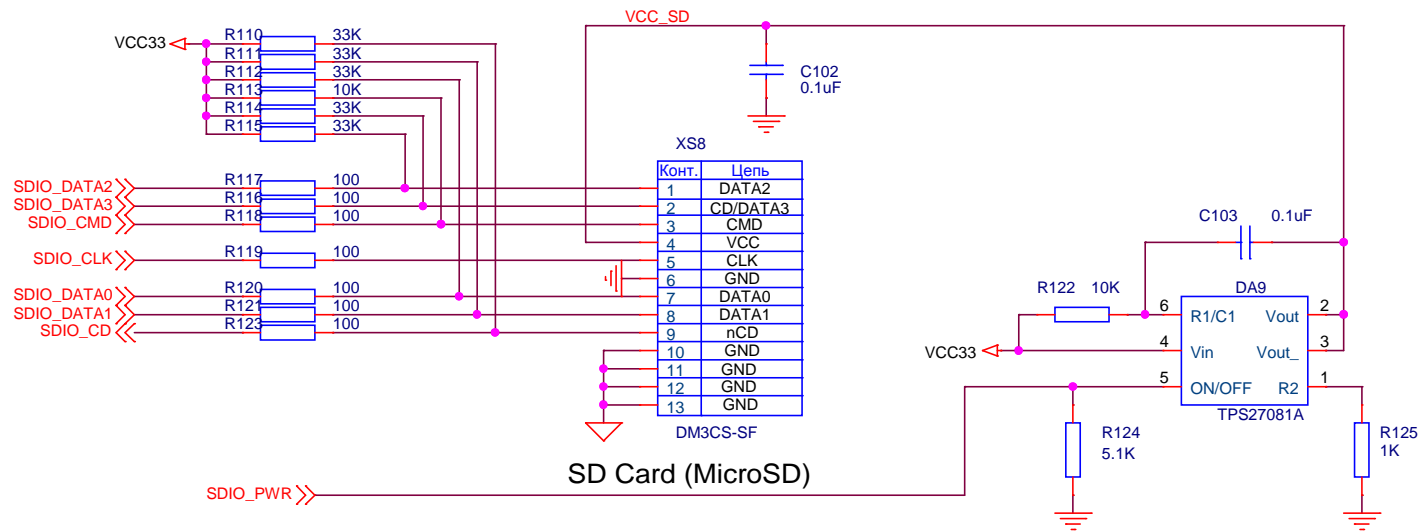 VCC_SD
VCC33
R110 33K
R111 33K
R112 33K
R113 10K
R114 33K
R115 33K
C102
0.1uF
XS8
Конт. Цепь
1 DATA2
2 CD/DATA3
3 CMD
4 VCC
5 CLK
6 GND
7 DATA0
8 DATA1
9 nCD
10 GND
11 GND
12 GND
13 GND
DM3CS-SF
SDIO_DATA2 R117 100
SDIO_DATA3 R116 100
SDIO_CMD R118 100
SDIO_CLK R119 100
SDIO_DATA0 R120 100
SDIO_DATA1 R121 100
SDIO_CD R123 100
C103 0.1uF
R122 10K
DA9
6 R1/C1 Vout 2
VCC33
4 Vin Vout_ 3
5 ON/OFF R2 1
TPS27081A
R124
5.1K
R125
1K
SD Card (MicroSD)
SDIO_PWR